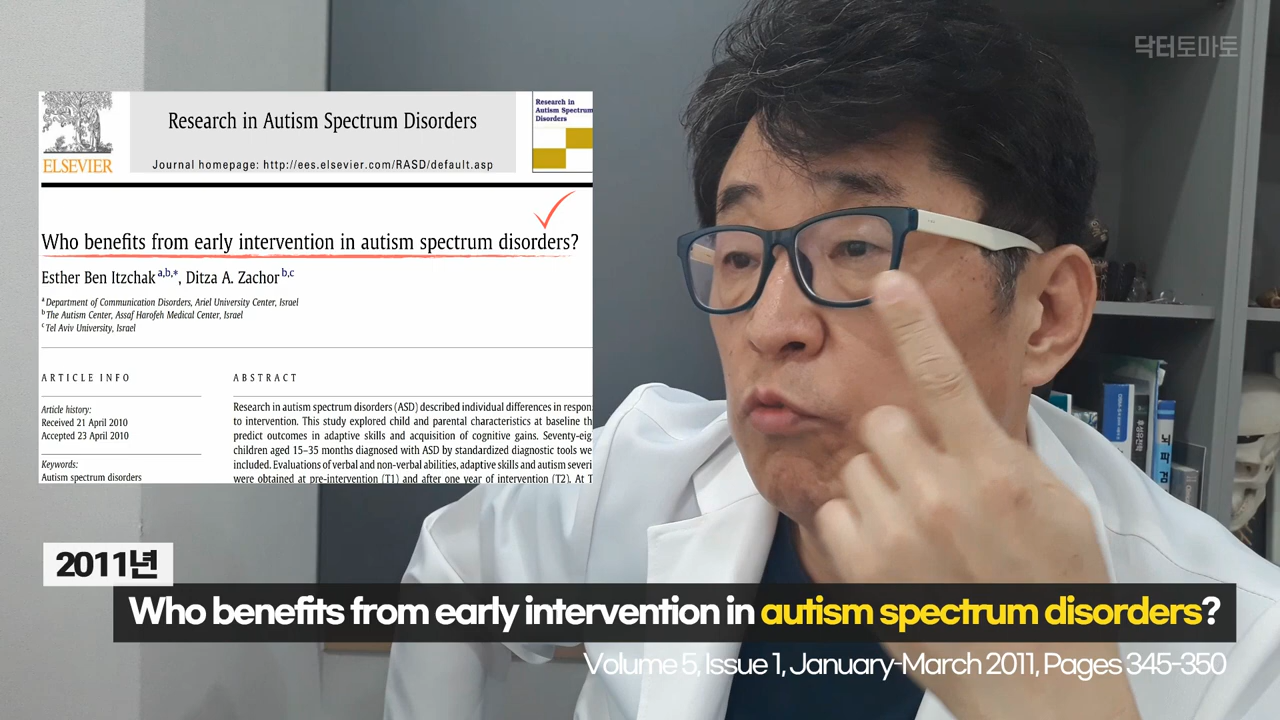 닥터토마토
ELSEVIER
Research in Autism Spectrum Disorders
Journal homepage: http://ees.elsevier.com/RASD/default.asp
Research in
Autism Spectrum
Disorders
Who benefits from early intervention in autism spectrum disorders?
Esther Ben Itzchak a,b,*, Ditza A. Zachor b,c
a Department of Communication Disorders, Ariel University Center, Israel
b The Autism Center, Assaf Harofeh Medical Center, Israel
c Tel Aviv University, Israel
ARTICLE INFO
Article history:
Received 21 April 2010
Accepted 23 April 2010
Keywords:
Autism spectrum disorders
ABSTRACT
Research in autism spectrum disorders (ASD) described individual differences in respon
to intervention. This study explored child and parental characteristics at baseline th
predict outcomes in adaptive skills and acquisition of cognitive gains. Seventy-eig
children aged 15–35 months diagnosed with ASD by standardized diagnostic tools we
included. Evaluations of verbal and non-verbal abilities, adaptive skills and autism severi
were obtained at pre-intervention (T1) and after one year of intervention (T2). At T
2011년
Who benefits from early intervention in autism spectrum disorders?
Volume 5, Issue 1, January-March 2011, Pages 345-350